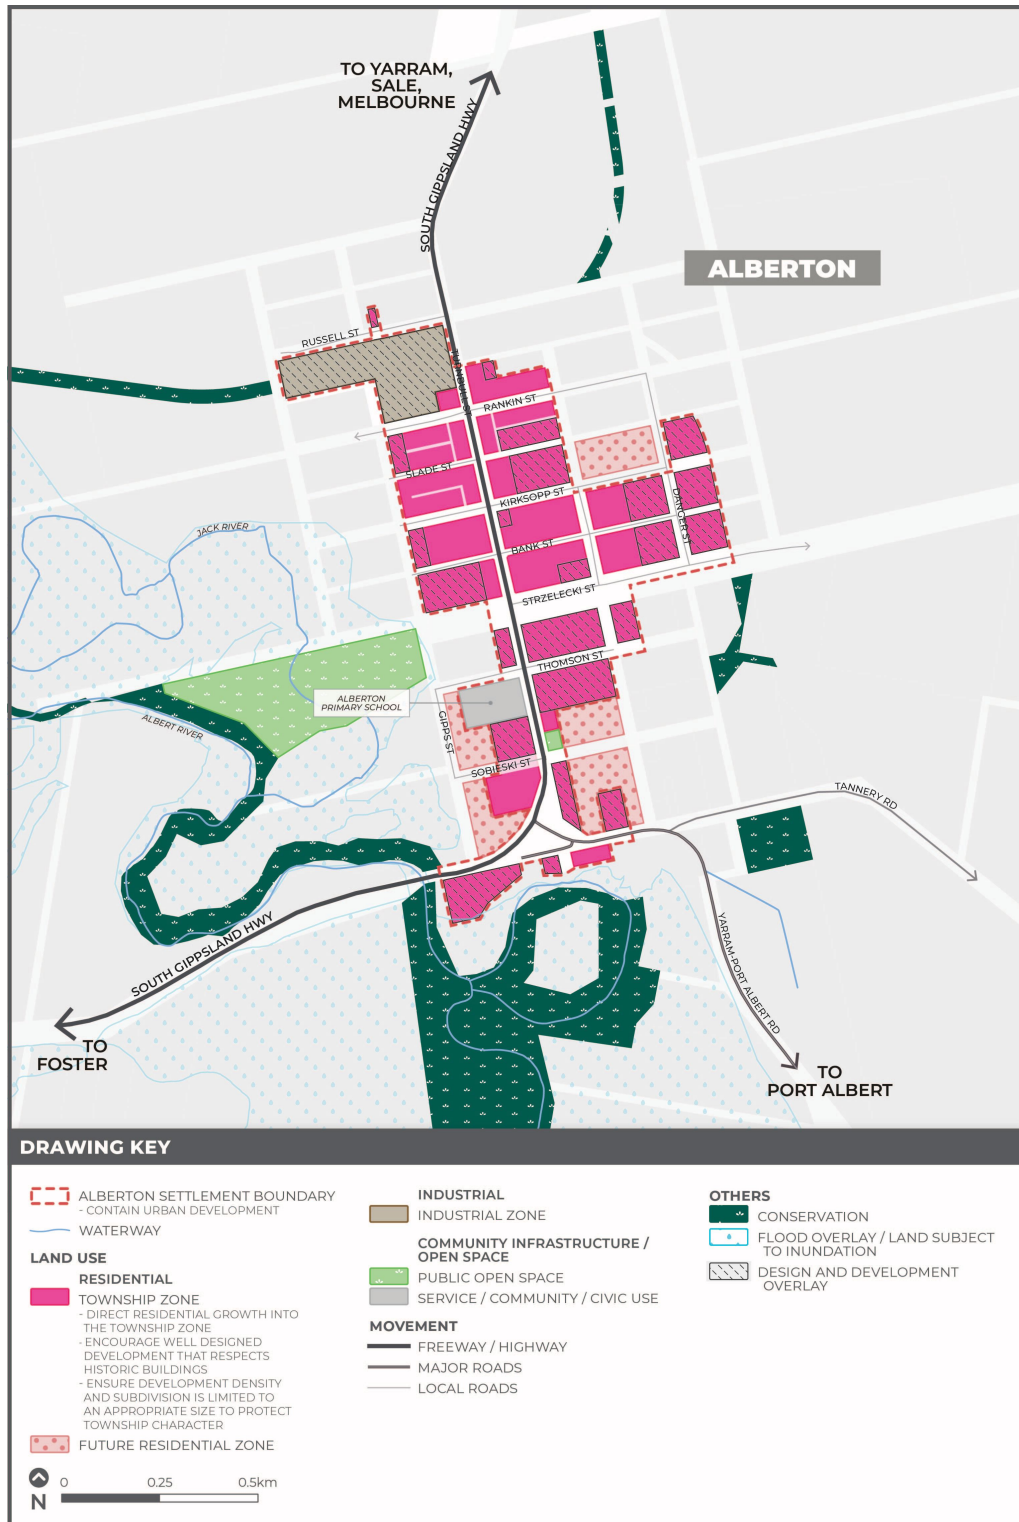 TO YARRAM,
SALE,
MELBOURNE
SOUTH GIPPSLAND HWY
ALBERTON
RUSSELL ST
TURNBULL ST
RANKIN ST
SLADE ST
KIRKSOPP ST
DANGER ST
JACK RIVER
BANK ST
STRZELECKI ST
THOMSON ST
ALBERTON
PRIMARY SCHOOL
GIPPS ST
ALBERT RIVER
SOBIESKI ST
TANNERY RD
SOUTH GIPPSLAND HWY
YARRAM-PORT ALBERT RD
TO
FOSTER
TO
PORT ALBERT
DRAWING KEY
ALBERTON SETTLEMENT BOUNDARY
- CONTAIN URBAN DEVELOPMENT
WATERWAY
LAND USE
RESIDENTIAL
TOWNSHIP ZONE
- DIRECT RESIDENTIAL GROWTH INTO
THE TOWNSHIP ZONE
- ENCOURAGE WELL DESIGNED
DEVELOPMENT THAT RESPECTS
HISTORIC BUILDINGS
- ENSURE DEVELOPMENT DENSITY
AND SUBDIVISION IS LIMITED TO
AN APPROPRIATE SIZE TO PROTECT
TOWNSHIP CHARACTER
FUTURE RESIDENTIAL ZONE
0 0.25 0.5km
N
INDUSTRIAL
INDUSTRIAL ZONE
COMMUNITY INFRASTRUCTURE /
OPEN SPACE
PUBLIC OPEN SPACE
SERVICE / COMMUNITY / CIVIC USE
MOVEMENT
FREEWAY / HIGHWAY
MAJOR ROADS
LOCAL ROADS
OTHERS
CONSERVATION
FLOOD OVERLAY / LAND SUBJECT
TO INUNDATION
DESIGN AND DEVELOPMENT
OVERLAY